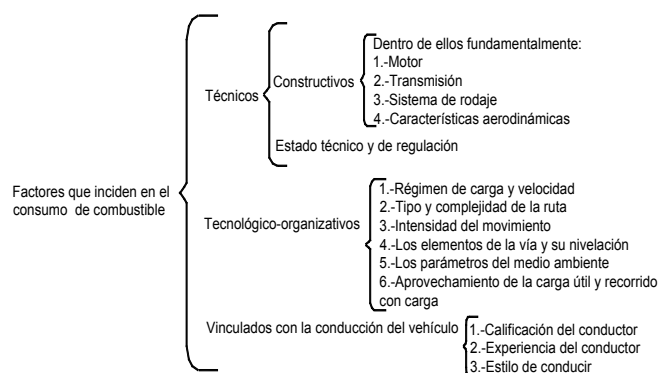 Factores que inciden en el
consumo de combustible
Técnicos
Constructivos
Dentro de ellos fundamentalmente:
1.-Motor
2.-Transmisión
3.-Sistema de rodaje
4.-Características aerodinámicas
Estado técnico y de regulación
Tecnológico-organizativos
1.-Régimen de carga y velocidad
2.-Tipo y complejidad de la ruta
3.-Intensidad del movimiento
4.-Los elementos de la vía y su nivelación
5.-Los parámetros del medio ambiente
6.-Aprovechamiento de la carga útil y recorrido
con carga
Vinculados con la conducción del vehículo
1.-Calificación del conductor
2.-Experiencia del conductor
3.-Estilo de conducir